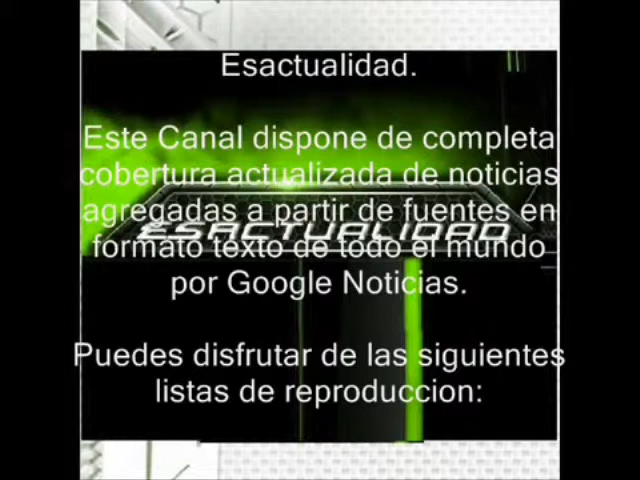 Esactualidad.
Este Canal dispone de completa
cobertura actualizada de noticias
agregadas a partir de fuentes en
ESACTUALIDAD
formato texto de todo el mundo
por Google Noticias.
Puedes disfrutar de las siguientes
listas de reproduccion: